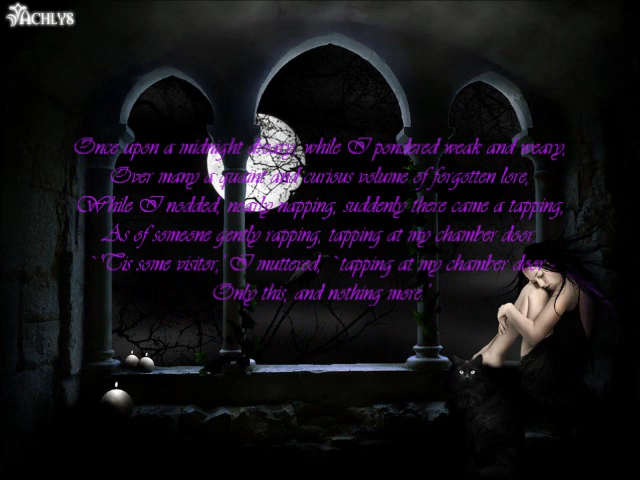 ACHLYS
Once upon a midnight dreary, while I pondered weak and weary,
Over many a quaint and curious volume of forgotten lore,
While I nodded, nearly napping, suddenly there came a tapping,
As of someone gently rapping, tapping at my chamber door.
`'Tis some visitor,' I muttered, `tapping at my chamber door -
Only this, and nothing more.'